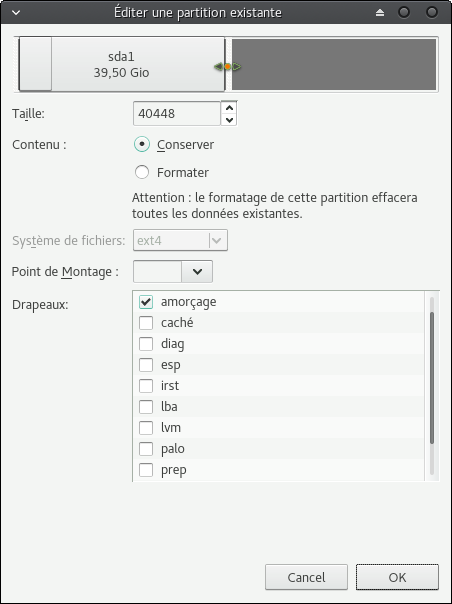 Éditer une partition existante
sda1
39,50 Gio
Taille:
40448
Contenu :
Conserver
Formater
Attention : le formatage de cette partition effacera
toutes les données existantes.
Système de fichiers:
ext4
Point de Montage :
Drapeaux:
amorçage
caché
diag
esp
irst
lba
lvm
palo
prep
Cancel
OK